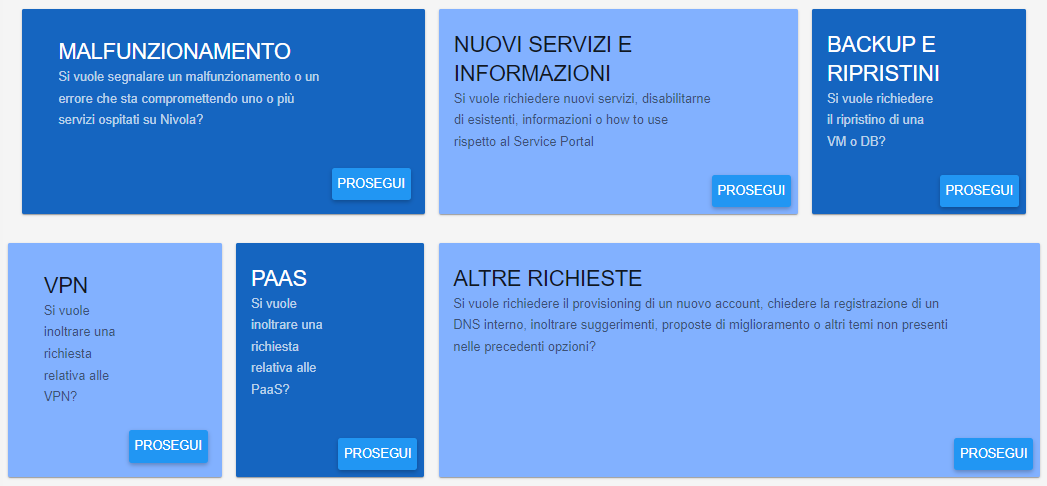 MALFUNZIONAMENTO
Si vuole segnalare un malfunzionamento o un
errore che sta compromettendo uno o più
servizi ospitati su Nivola?
PROSEGUI
NUOVI SERVIZI E
INFORMAZIONI
Si vuole richiedere nuovi servizi, disabilitarne
di esistenti, informazioni o how to use
rispetto al Service Portal
PROSEGUI
BACKUP E
RIPRISTINI
Si vuole richiedere
il ripristino di una
VM o DB?
PROSEGUI
VPN
Si vuole
inoltrare una
richiesta
relativa alle
VPN?
PROSEGUI
PAAS
Si vuole
inoltrare una
richiesta
relativa alle
PaaS?
PROSEGUI
ALTRE RICHIESTE
Si vuole richiedere il provisioning di un nuovo account, chiedere la registrazione di un
DNS interno, inoltrare suggerimenti, proposte di miglioramento o altri temi non presenti
nelle precedenti opzioni?
PROSEGUI